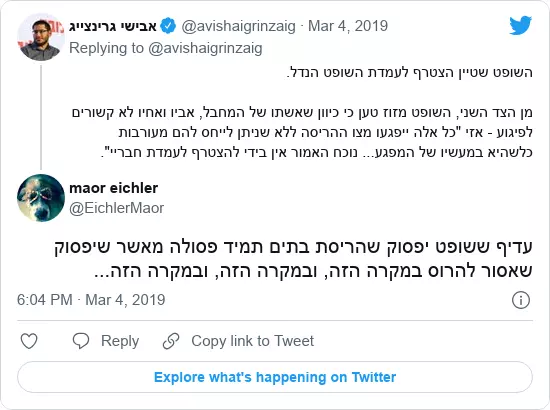 אבישי גרינצייג @avishaigrinzaig · Mar 4, 2019
Replying to @avishaigrinzaig
השופט שטיין הצטרף לעמדת השופט הנדל.
מן הצד השני, השופט מזוז טען כי כיוון שאשתו של המחבל, אביו ואחיו לא קשורים
לפיגוע - אזי "כל אלה ייפגעו מצו ההריסה ללא שניתן לייחס להם מעורבות
כלשהיא במעשיו של המפגע... נוכח האמור אין בידי להצטרף לעמדת חבריי".
maor eichler
@EichlerMaor
עדיף ששופט יפסוק שהריסת בתים תמיד פסולה מאשר שיפסוק
שאסור להרוס במקרה הזה, ובמקרה הזה, ובמקרה הזה...
6:04 PM · Mar 4, 2019
Reply
Copy link to Tweet
Explore what's happening on Twitter